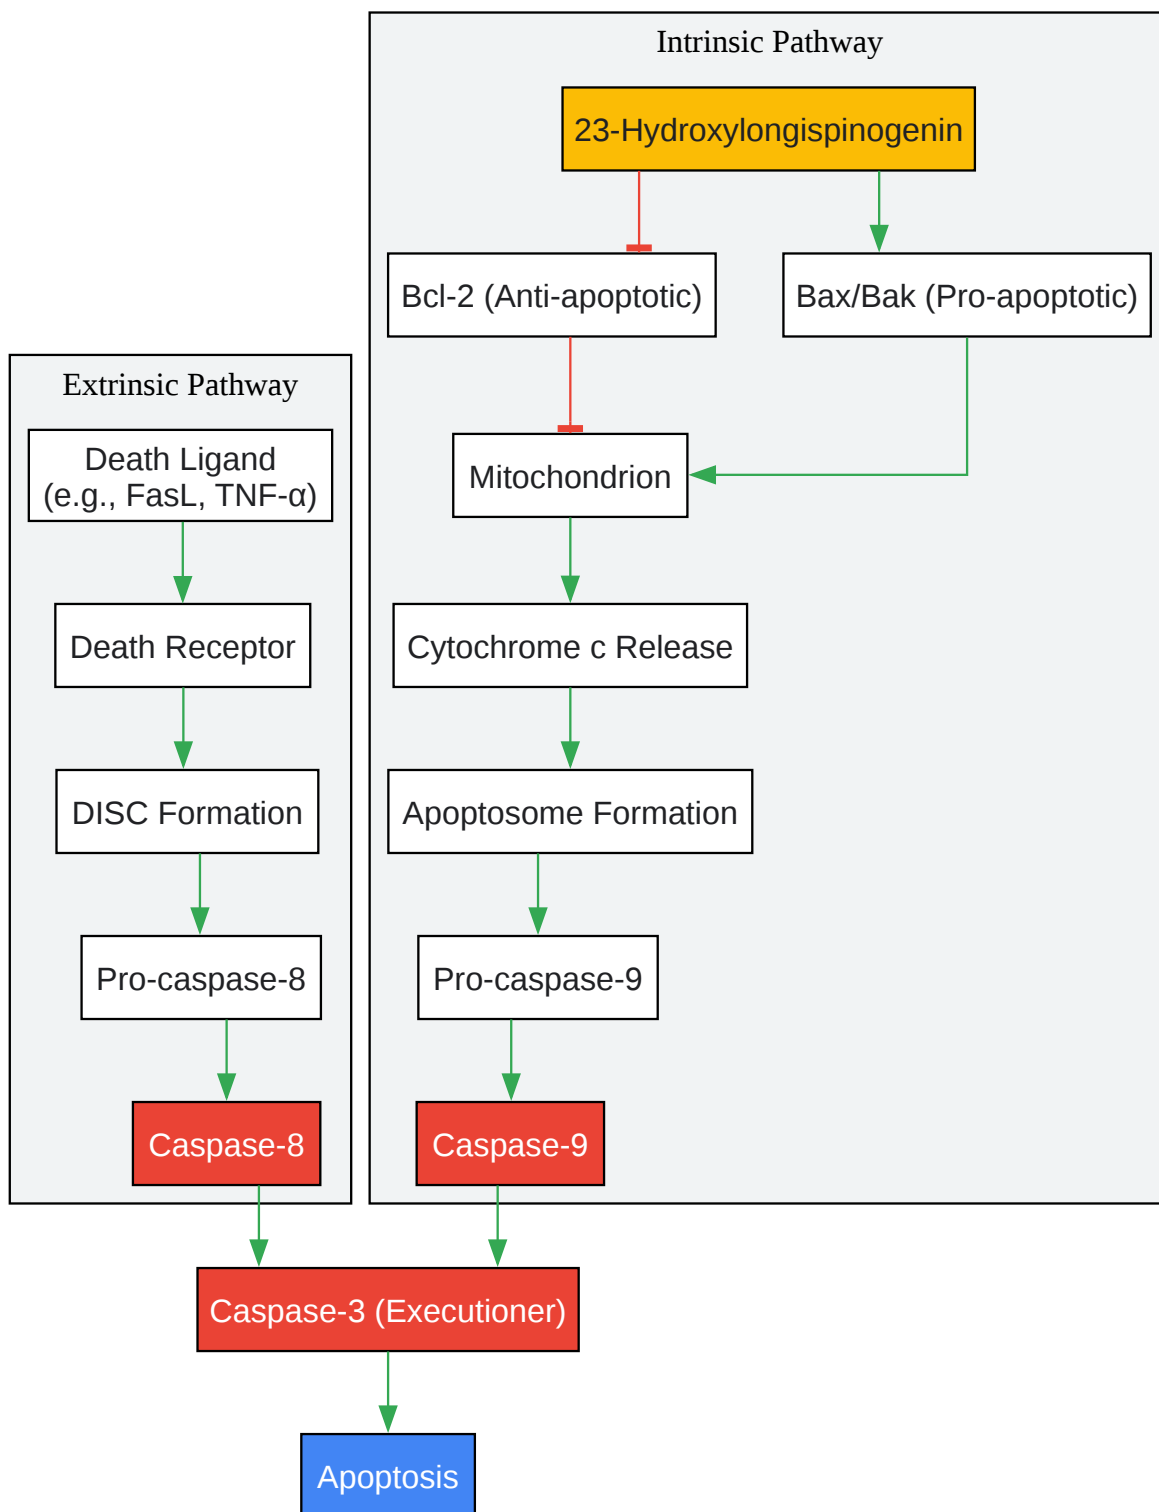 Intrinsic Pathway
23-Hydroxylongispinogenin
Bcl-2 (Anti-apoptotic)
Bax/Bak (Pro-apoptotic)
Mitochondrion
Cytochrome c Release
Apoptosome Formation
Pro-caspase-9
Caspase-9
Extrinsic Pathway
Death Ligand
(e.g., FasL, TNF-α)
Death Receptor
DISC Formation
Pro-caspase-8
Caspase-8
Caspase-3 (Executioner)
Apoptosis